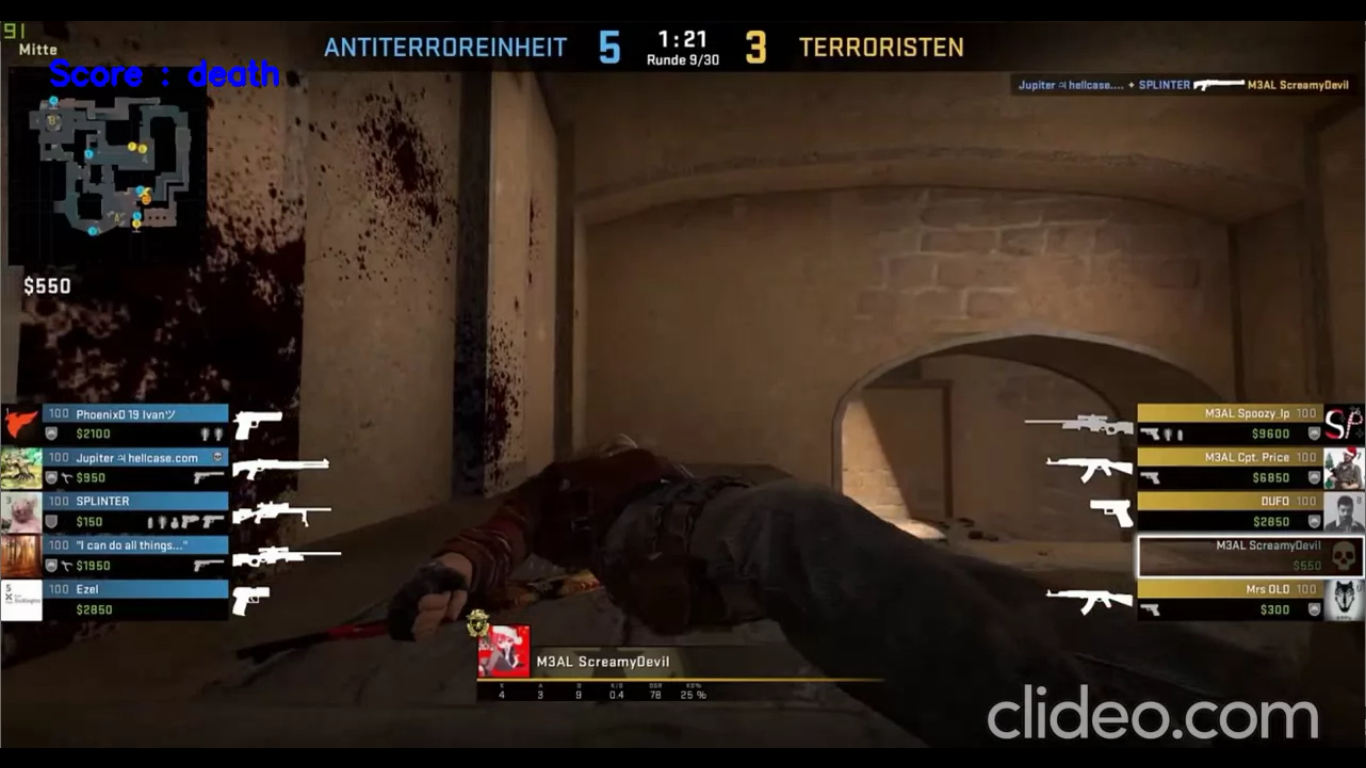 91
Mitte
ANTITERROREINHEIT 5 1:21 3 TERRORISTEN
Runde 9/30
Score : death
Jupiter ♃ hellcase.... + SPLINTER M3AL ScreamyDevil
$550
100 PhoenixD 19 Ivanツ
$2100
100 Jupiter ♃ hellcase.com
$950
100 SPLINTER
$150
100 "I can do all things..."
$1950
100 Ezel
$2850
M3AL Spoozy_lp 100
$9600
M3AL Cpt. Price 100
$6850
DUFO 100
$2850
M3AL ScreamyDevil
$550
Mrs OLD 100
$300
M3AL ScreamyDevil
4 3 9 0.4 78 25 %
clideo.com